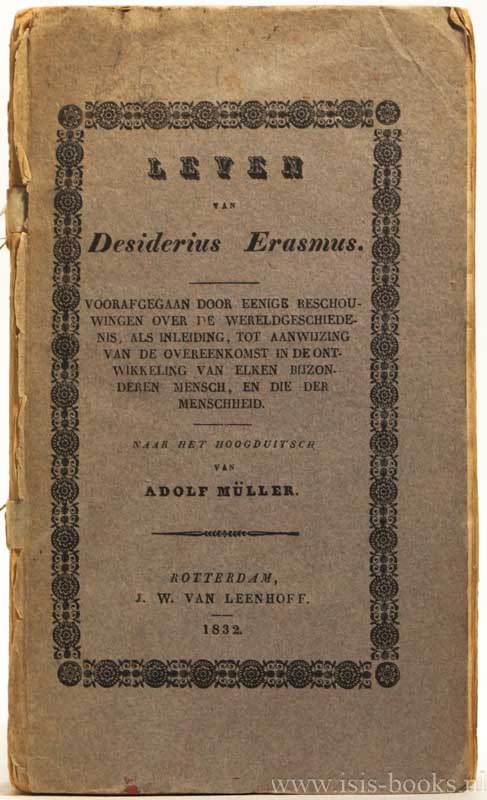 LEVEN
VAN
Desiderius Erasmus.
VOORAFGEGAAN DOOR EENIGE BESCHOU-
WINGEN OVER DE WERELDGESCHIEDE-
NIS, ALS INLEIDING, TOT AANWIJZING
VAN DE OVEREENKOMST IN DE ONT-
WIKKELING VAN ELKEN BIJZON-
DEREN MENSCH, EN DIE DER
MENSCHHEID.
NAAR HET HOOGDUITSCH
VAN
ADOLF MÜLLER.
ROTTERDAM,
J. W. VAN LEENHOFF.
1832.
www.isis-books.nl